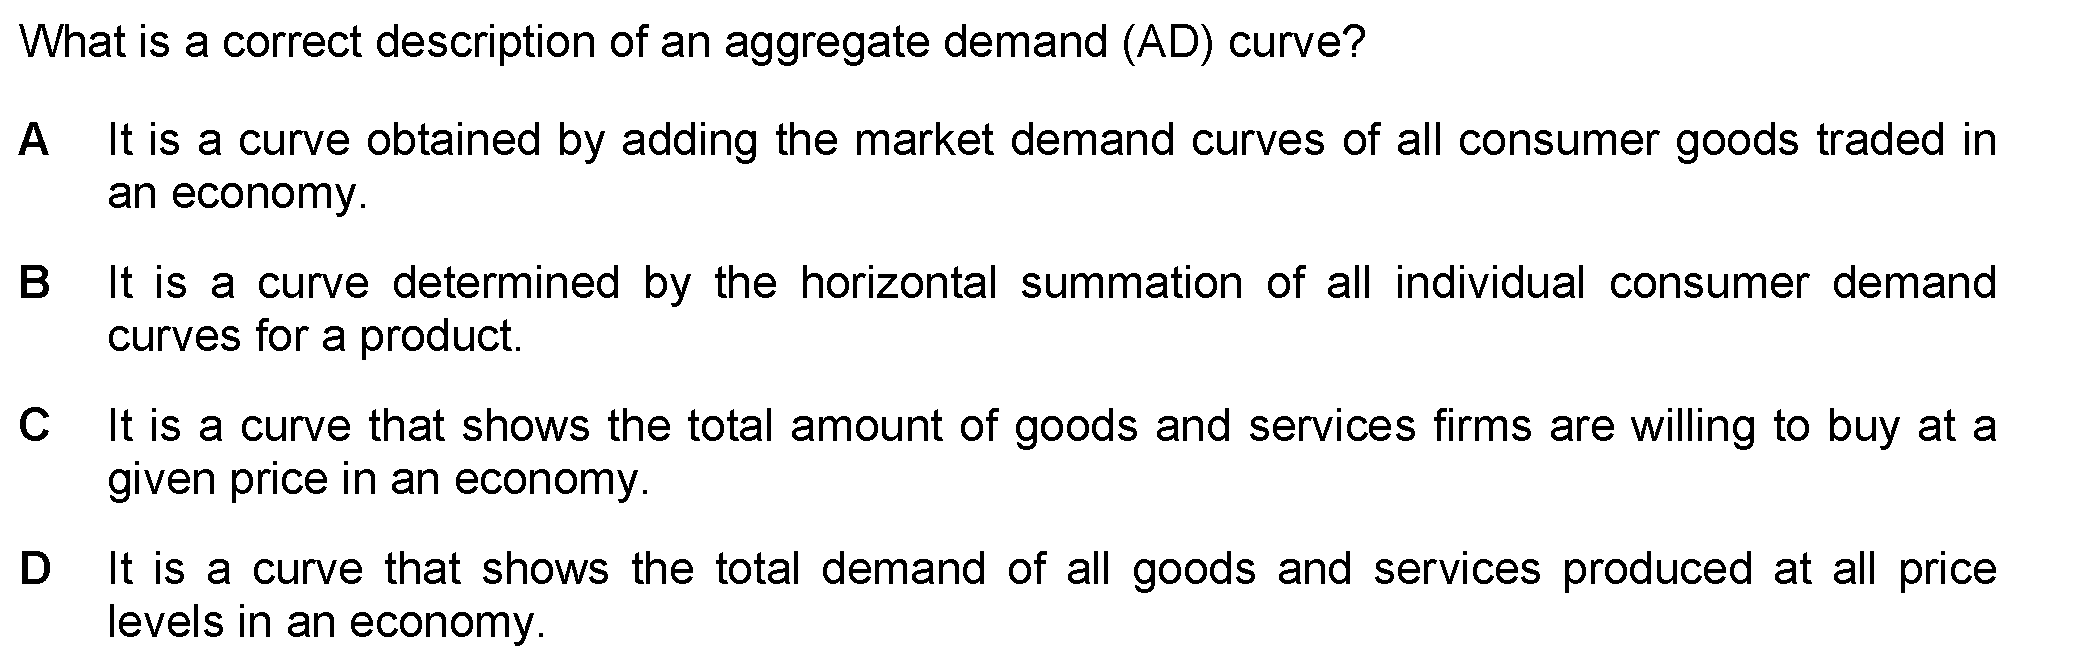 What is a correct description of an aggregate demand (AD) curve?
A It is a curve obtained by adding the market demand curves of all consumer goods traded in
an economy.
B It is a curve determined by the horizontal summation of all individual consumer demand
curves for a product.
C It is a curve that shows the total amount of goods and services firms are willing to buy at a
given price in an economy.
D It is a curve that shows the total demand of all goods and services produced at all price
levels in an economy.